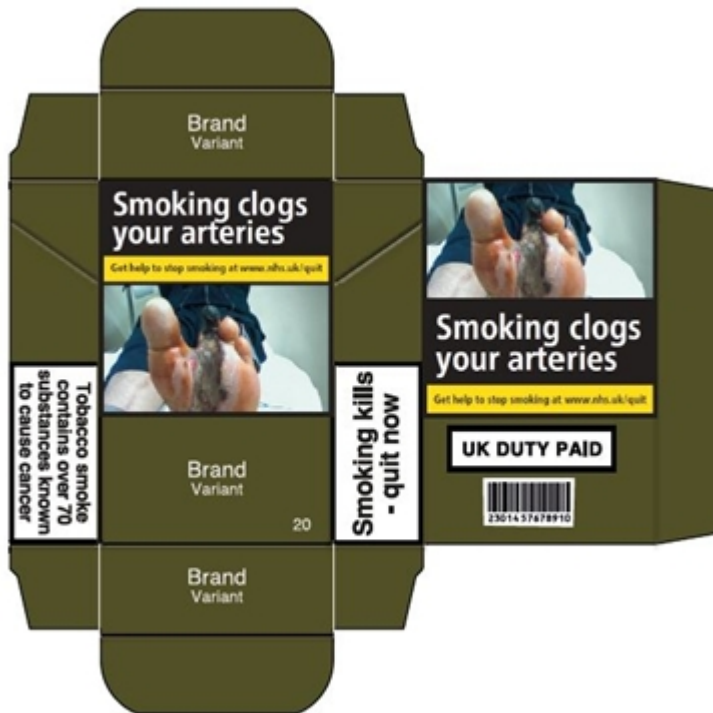 Brand
Variant
Smoking clogs
your arteries
Get help to stop smoking at www.nhs.uk/quit
Tobacco smoke
contains over 70
substances known
to cause cancer
Brand
Variant
20
Smoking kills
- quit now
Smoking clogs
your arteries
Get help to stop smoking at www.nhs.uk/quit
UK DUTY PAID
2301457678910
Brand
Variant